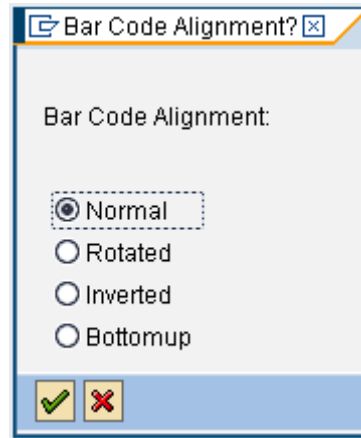 Bar Code Alignment?
Bar Code Alignment:
Normal
Rotated
Inverted
Bottomup